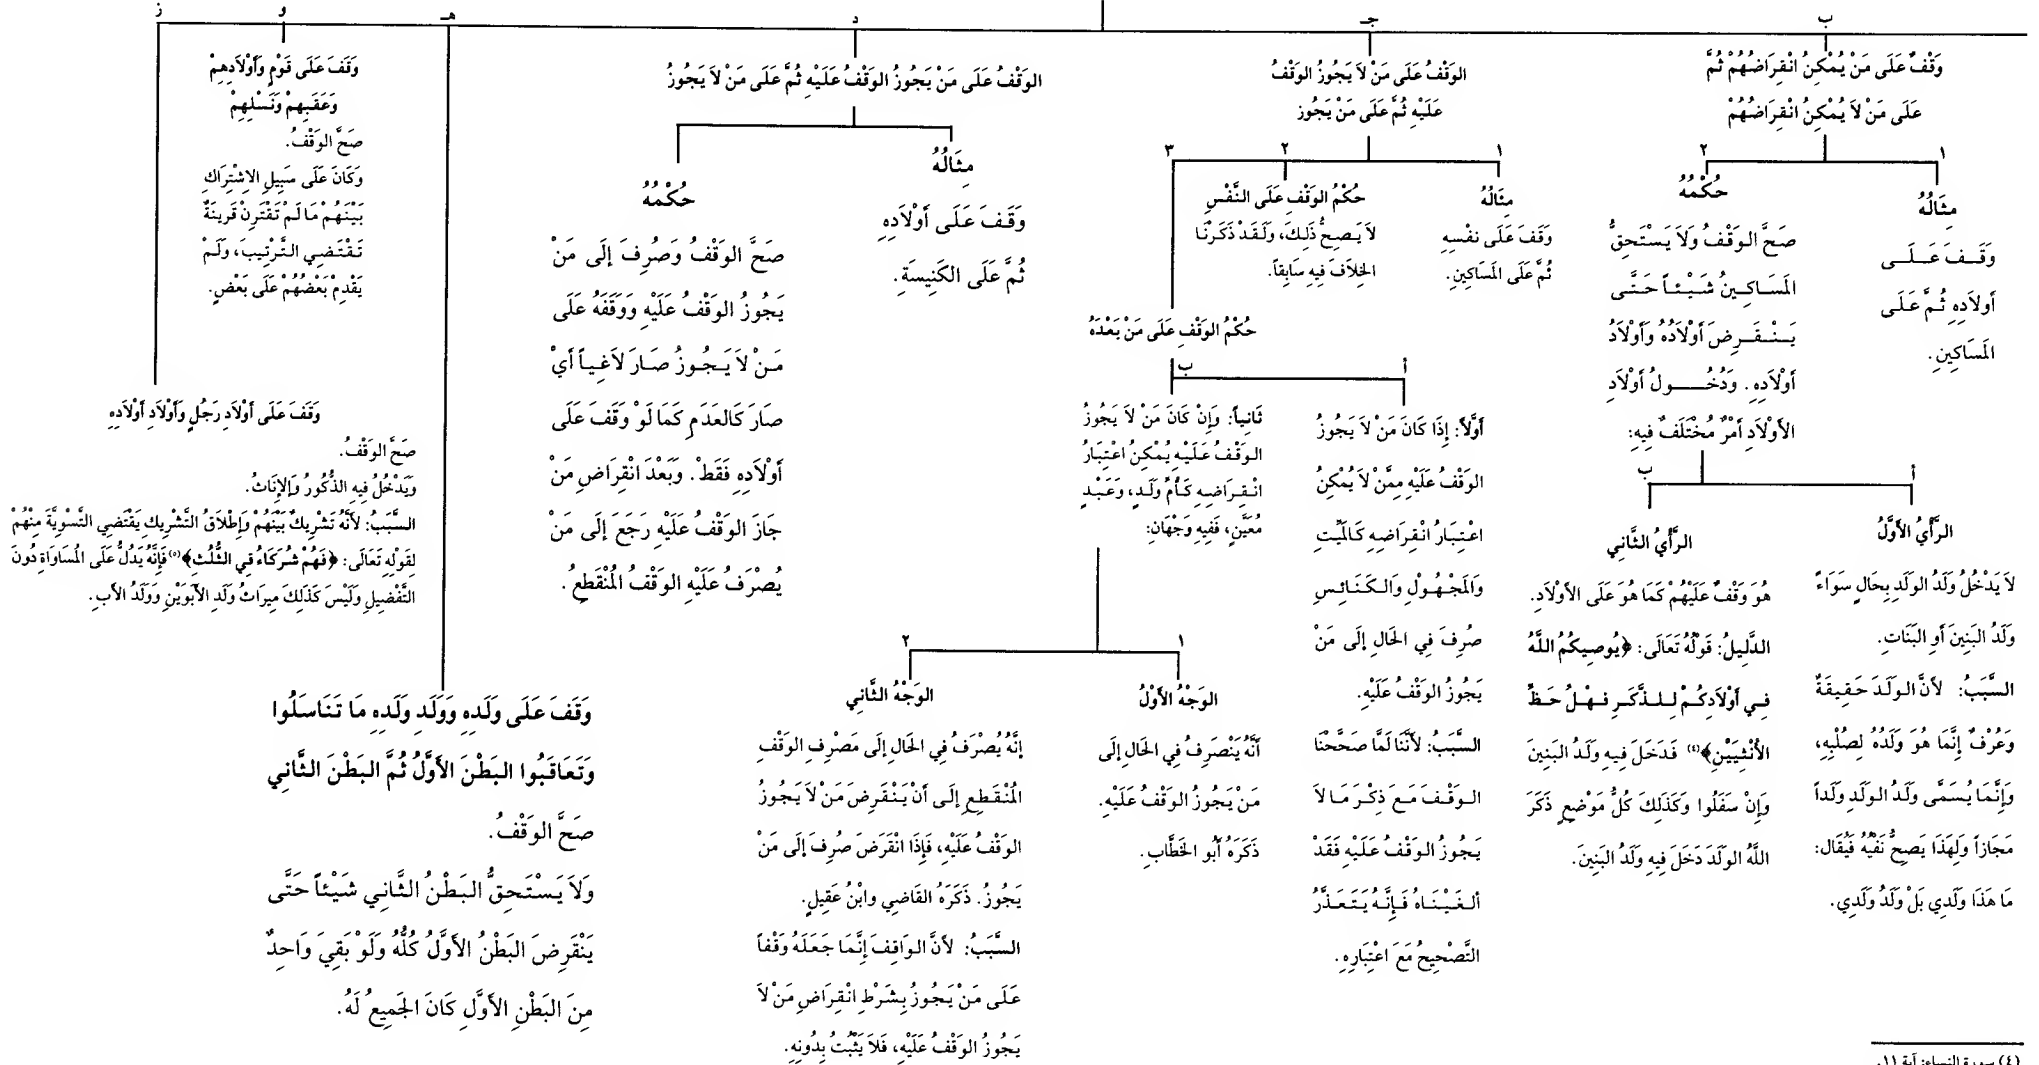 ب
وَقْفٌ عَلَى مَنْ يُمْكِنُ انْقِرَاضُهُمْ ثُمَّ
عَلَى مَنْ لاَ يُمْكِنُ انْقِرَاضُهُمْ
١
مِثَالُهُ
وَقَفَ عَلَى
أَولاَدِهِ ثُمَّ عَلَى
المَسَاكِينِ.
٢
حُكْمُهُ
صَحَّ الوَقْفُ وَلاَ يَسْتَحِقُّ
المَسَاكِينُ شَيْئاً حَتَّى
يَنْقَرِضَ أَوْلاَدُهُ وَأَوْلاَدُ
أَوْلاَدِهِ. وَدُخُولُ أَوْلاَدِ
الأَوْلاَدِ أَمْرٌ مُخْتَلَفٌ فِيهِ:
أ
الرَّأْيُ الأَوَّلُ
لاَ يَدْخُلُ وَلَدُ الوَلَدِ بِحَالٍ سَوَاءً
وَلَدُ البَنِينَ أَوِ البَنَاتِ.
السَّبَبُ: لأَنَّ الوَلَدَ حَقِيقَةً
وَعُرْفٌ إِنَّمَا هُوَ وَلَدُهُ لِصُلْبِهِ،
وَإِنَّمَا يُسَمَّى وَلَدُ الوَلَدِ وَلَداً
مَجَازاً وَلِهَذَا يَصِحُّ نَفْيُهُ فَيُقَال:
مَا هَذَا وَلَدِي بَلْ وَلَدُ وَلَدِي.
ب
الرَّأْيُ الثَّانِي
هُوَ وَقْفٌ عَلَيْهُمْ كَمَا هُوَ عَلَى الأَوْلاَدِ.
الدَّلِيلُ: قَوْلُهُ تَعَالَى: ﴿يُوصِيكُمُ اللَّهُ
فِي أَوْلاَدِكُمْ لِلذَّكَرِ مِثْلُ حَظِّ
الأُنْثِيَيْنِ﴾(٤) فَدَخَلَ فِيهِ وَلَدُ البَنِينَ
وَإِنْ سَفَلُوا وَكَذَلِكَ كُلُّ مَوْضِعٍ ذَكَرَ
اللَّهُ الوَلَدَ دَخَلَ فِيهِ وَلَدُ البَنِينَ.
جـ
الوَقْفُ عَلَى مَنْ لاَ يَجُوزُ الوَقْفُ
عَلَيْهِ ثُمَّ عَلَى مَنْ يَجُوز
١
مِثَالُهُ
وَقَفَ عَلَى نَفْسِهِ
ثُمَّ عَلَى المَسَاكِينِ.
٢
حُكْمُ الوَقْفِ عَلَى النَّفْسِ
لاَ يَصِحُّ ذَلِكَ، وَلَقَدْ ذَكَرْنَا
الخِلاَفَ فِيهِ سَابِقاً.
٣
حُكْمُ الوَقْفِ عَلَى مَنْ بَعْدَهُ
أ
أَوَّلاً: إِذَا كَانَ مَنْ لاَ يَجُوزُ
الوَقْفُ عَلَيْهِ مِمَّنْ لاَ يُمْكِنُ
اعْتِبَارُ انْقِرَاضِهِ كَالمَيِّتِ
وَالمَجْهُولِ وَالكَنَائِسِ
صُرِفَ فِي الحَالِ إِلَى مَنْ
يَجُوزُ الوَقْفُ عَلَيْهِ.
السَّبَبُ: لأَنَّنَا لَمَّا صَحَّحْنَا
الوَقْفَ مَعَ ذِكْرَ مَا لاَ
يَجُوزُ الوَقْفُ عَلَيْهِ فَقَدْ
ألغَيْنَاهُ فَإِنَّهُ يَتَعَذَّرُ
التَّصْحِيحُ مَعَ اعْتِبَارِهِ.
ب
ثَانِياً: وَإِنْ كَانَ مَنْ لاَ يَجُوزُ
الوَقْفُ عَلَيْهِ يُمْكِنُ اعْتِبَارُ
انْقِرَاضِهِ كَأُمِّ وَلَدٍ، وَعَبْدٍ
مُعَيَّنٍ، فَفِيهِ وَجْهَانِ:
١
الوَجْهُ الأَوْلُ
أَنَّهُ يَنْصَرِفُ فِي الحَالِ إِلَى
مَنْ يَجُوزُ الوَقْفُ عَلَيْهِ.
ذَكَرَهُ أَبُو الخَطَّابِ.
٢
الوَجْهُ الثَّانِي
إِنَّهُ يُصْرَفُ فِي الحَالِ إِلَى مَصْرِفِ الوَقْفِ
المُنْقَطِعِ إِلَى أَنْ يَنْقَرِضَ مَنْ لاَ يَجُوزُ
الوَقْفُ عَلَيْهِ، فَإِذَا انْقَرَضَ صُرِفَ إِلَى مَنْ
يَجُوزُ. ذَكَرَهُ القَاضِي وابْنُ عَقِيلٍ.
السَّبَبُ: لأَنَّ الوَاقِفَ إِنَّمَا جَعَلَهُ وَقْفاً
عَلَى مَنْ يَجُوزُ بِشَرْطِ انْقِرَاضِ مَنْ لاَ
يَجُوزُ الوَقْفُ عَلَيْهِ، فَلاَ يَثْبُتُ بِدُونِهِ.
د
الوَقْفُ عَلَى مَنْ يَجُوزُ الوَقْفُ عَلَيْهِ ثُمَّ عَلَى مَنْ لاَ يَجُوزُ
مِثَالُهُ
وَقَفَ عَلَى أَوْلاَدِهِ
ثُمَّ عَلَى الكَنِيسَةِ.
حُكْمُهُ
صَحَّ الوَقْفُ وَصُرِفَ إِلَى مَنْ
يَجُوزُ الوَقْفُ عَلَيْهِ وَوَقَفَهُ عَلَى
مَنْ لاَ يَجُوزُ صَارَ لاَغِياً أَيْ
صَارَ كَالعَدَمِ كَمَا لَوْ وَقَفَ عَلَى
أَوْلاَدِهِ فَقَطْ. وَبَعْدَ انْقِرَاضِ مَنْ
جَازَ الوَقْفُ عَلَيْهِ رَجَعَ إِلَى مَنْ
يُصْرَفُ عَلَيْهِ الوَقْفُ المُنْقَطِعُ.
هـ
وَقَفَ عَلَى وَلَدِهِ وَوَلَدِ وَلَدِهِ مَا تَنَاسَلُوا
وَتَعَاقَبُوا البَطْنَ الأَوَّلُ ثُمَّ البَطْنَ الثَّانِي
صَحَّ الوَقْفُ.
وَلاَ يَسْتَحِقُّ البَطْنُ الثَّانِي شَيْئاً حَتَّى
يَنْقَرِضَ البَطْنُ الأَوَّلُ كُلُّهُ وَلَوْ بَقِيَ وَاحِدٌ
مِنَ البَطْنِ الأَوَّلِ كَانَ الجَمِيعُ لَهُ.
و
وَقَفَ عَلَى قَوْمٍ وَأَوْلاَدِهِمْ
وَعَقَبِهِمْ وَنَسْلِهِمْ
صَحَّ الوَقْفُ.
وَكَانَ عَلَى سَبِيلِ الاِشْتِرَاكِ
بَيْنَهُمْ مَا لَمْ تَقْتَرِنْ قَرِينَةٌ
تَقْتَضِي التَّرْتِيبَ، وَلَمْ
يَقْدِمْ بَعْضُهُمْ عَلَى بَعْضٍ.
ز
وَقَفَ عَلَى أَوْلاَدِ رَجُلٍ وَأَوْلاَدِ أَوْلاَدِهِ
صَحَّ الوَقْفُ.
وَيَدْخُلُ فِيهِ الذُّكُورُ وَالإِنَاثُ.
السَّبَبُ: لأَنَّهُ تَشْرِيكٌ بَيْنَهُمْ وَإِطْلاَقُ التَّشْرِيكِ يَقْتَضِي التَّسْوِيَّةَ مِنْهُمْ
لِقَوْلِهِ تَعَالَى: ﴿فَهُمْ شُرَكَاءُ فِي الثُّلُثِ﴾(٥) فَإِنَّهُ يَدُلُّ عَلَى المُسَاوَاةِ دُونَ
التَّفْضِيلِ وَلَيْسَ كَذَلِكَ مِيرَاثُ وَلَدِ الأَبَوَيْنِ وَوَلَدُ الأَبِ.
(٤) سورة النساء: آية ١١.